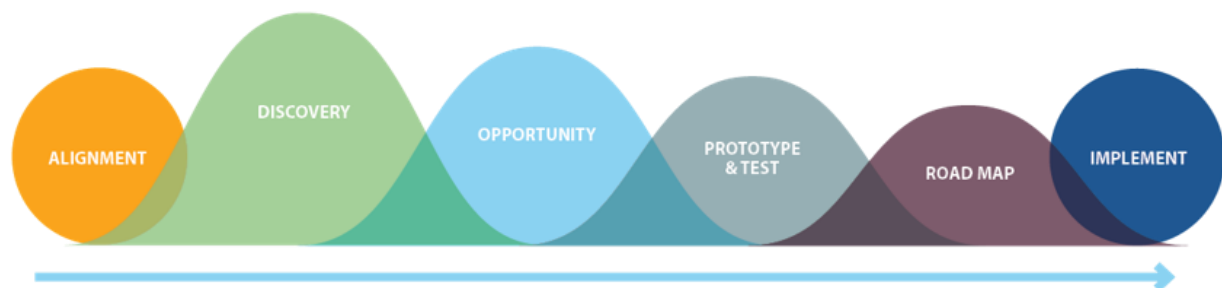 ALIGNMENT
DISCOVERY
OPPORTUNITY
PROTOTYPE
& TEST
ROAD MAP
IMPLEMENT